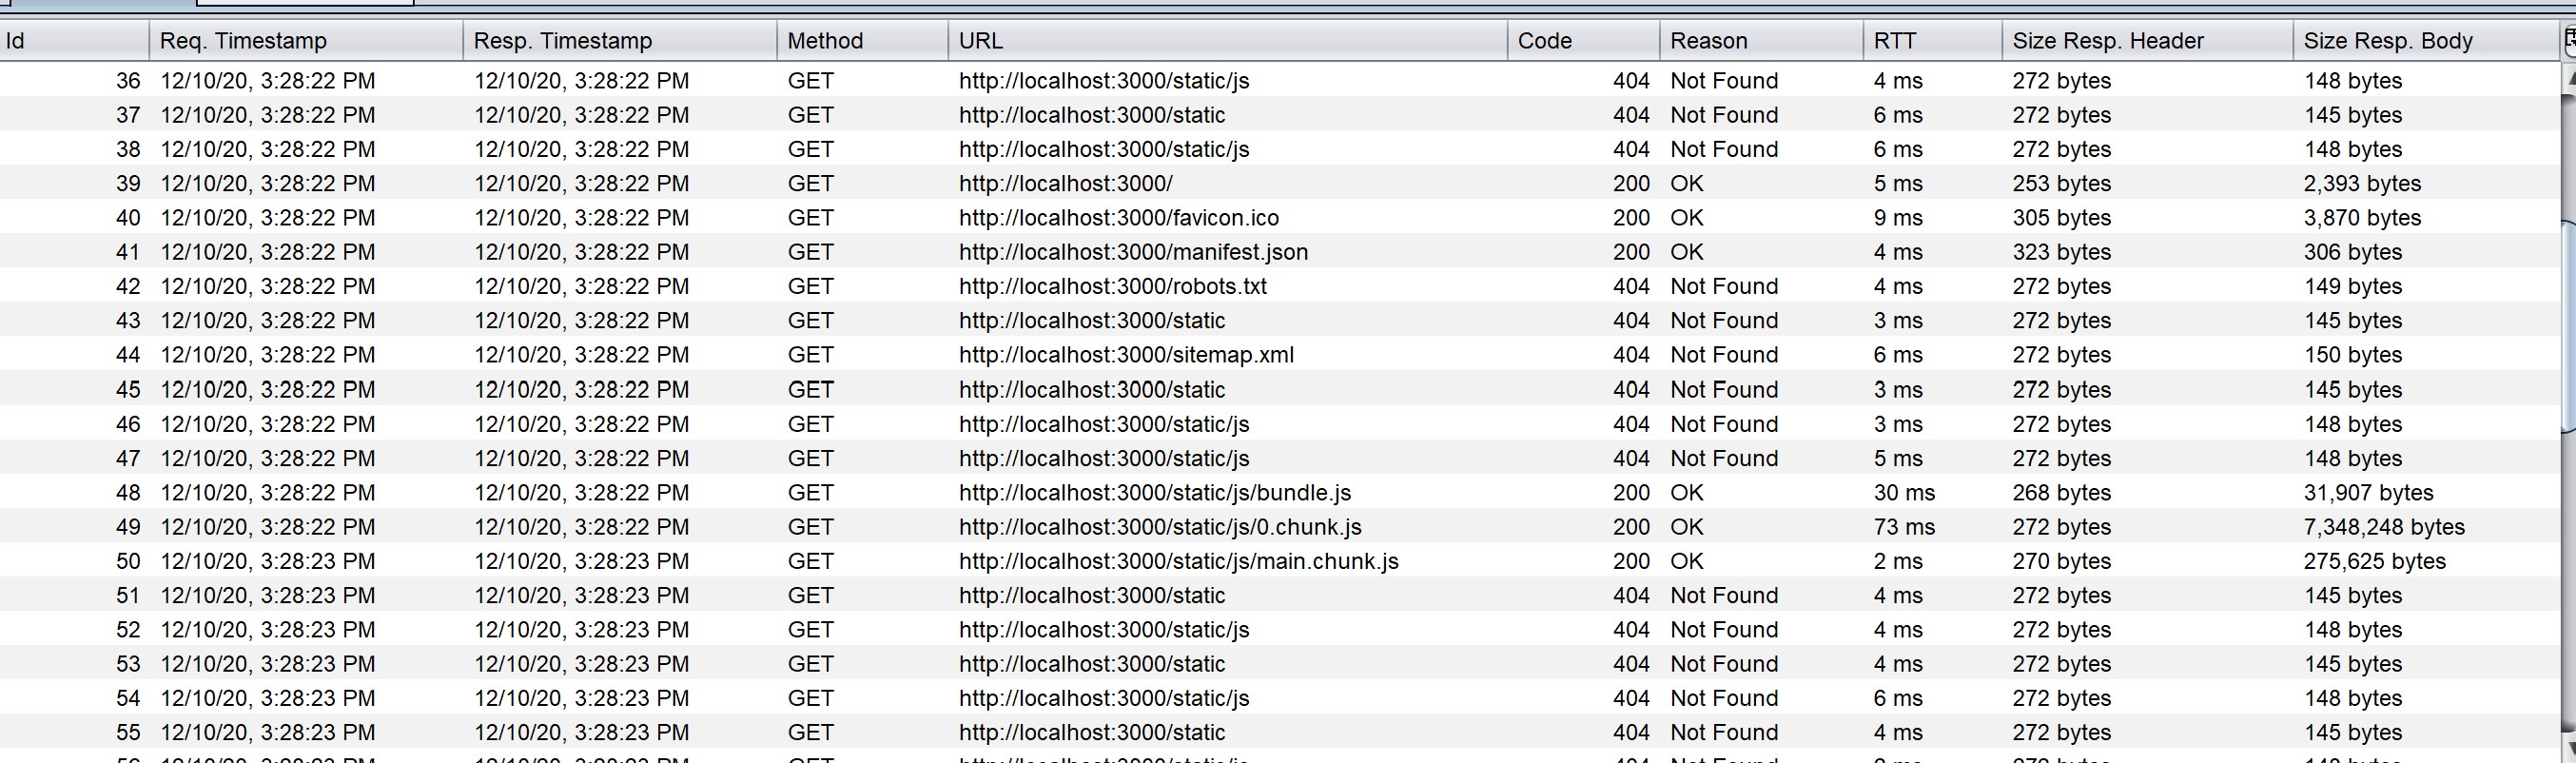 Id Req. Timestamp Resp. Timestamp Method URL Code Reason RTT Size Resp. Header Size Resp. Body
36 12/10/20, 3:28:22 PM 12/10/20, 3:28:22 PM GET http://localhost:3000/static/js 404 Not Found 4 ms 272 bytes 148 bytes
37 12/10/20, 3:28:22 PM 12/10/20, 3:28:22 PM GET http://localhost:3000/static 404 Not Found 6 ms 272 bytes 145 bytes
38 12/10/20, 3:28:22 PM 12/10/20, 3:28:22 PM GET http://localhost:3000/static/js 404 Not Found 6 ms 272 bytes 148 bytes
39 12/10/20, 3:28:22 PM 12/10/20, 3:28:22 PM GET http://localhost:3000/ 200 OK 5 ms 253 bytes 2,393 bytes
40 12/10/20, 3:28:22 PM 12/10/20, 3:28:22 PM GET http://localhost:3000/favicon.ico 200 OK 9 ms 305 bytes 3,870 bytes
41 12/10/20, 3:28:22 PM 12/10/20, 3:28:22 PM GET http://localhost:3000/manifest.json 200 OK 4 ms 323 bytes 306 bytes
42 12/10/20, 3:28:22 PM 12/10/20, 3:28:22 PM GET http://localhost:3000/robots.txt 404 Not Found 4 ms 272 bytes 149 bytes
43 12/10/20, 3:28:22 PM 12/10/20, 3:28:22 PM GET http://localhost:3000/static 404 Not Found 3 ms 272 bytes 145 bytes
44 12/10/20, 3:28:22 PM 12/10/20, 3:28:22 PM GET http://localhost:3000/sitemap.xml 404 Not Found 6 ms 272 bytes 150 bytes
45 12/10/20, 3:28:22 PM 12/10/20, 3:28:22 PM GET http://localhost:3000/static 404 Not Found 3 ms 272 bytes 145 bytes
46 12/10/20, 3:28:22 PM 12/10/20, 3:28:22 PM GET http://localhost:3000/static/js 404 Not Found 3 ms 272 bytes 148 bytes
47 12/10/20, 3:28:22 PM 12/10/20, 3:28:22 PM GET http://localhost:3000/static/js 404 Not Found 5 ms 272 bytes 148 bytes
48 12/10/20, 3:28:22 PM 12/10/20, 3:28:22 PM GET http://localhost:3000/static/js/bundle.js 200 OK 30 ms 268 bytes 31,907 bytes
49 12/10/20, 3:28:22 PM 12/10/20, 3:28:22 PM GET http://localhost:3000/static/js/0.chunk.js 200 OK 73 ms 272 bytes 7,348,248 bytes
50 12/10/20, 3:28:23 PM 12/10/20, 3:28:23 PM GET http://localhost:3000/static/js/main.chunk.js 200 OK 2 ms 270 bytes 275,625 bytes
51 12/10/20, 3:28:23 PM 12/10/20, 3:28:23 PM GET http://localhost:3000/static 404 Not Found 4 ms 272 bytes 145 bytes
52 12/10/20, 3:28:23 PM 12/10/20, 3:28:23 PM GET http://localhost:3000/static/js 404 Not Found 4 ms 272 bytes 148 bytes
53 12/10/20, 3:28:23 PM 12/10/20, 3:28:23 PM GET http://localhost:3000/static 404 Not Found 4 ms 272 bytes 145 bytes
54 12/10/20, 3:28:23 PM 12/10/20, 3:28:23 PM GET http://localhost:3000/static/js 404 Not Found 6 ms 272 bytes 148 bytes
55 12/10/20, 3:28:23 PM 12/10/20, 3:28:23 PM GET http://localhost:3000/static 404 Not Found 4 ms 272 bytes 145 bytes